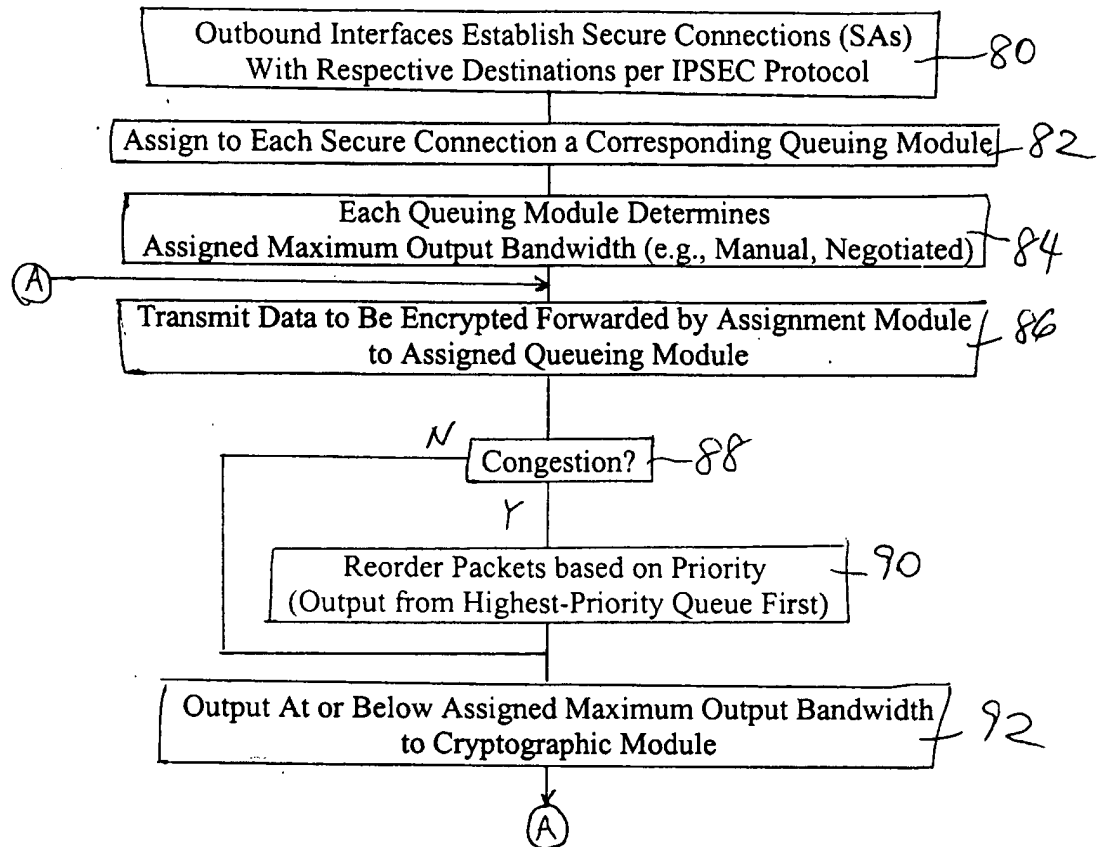 Outbound Interfaces Establish Secure Connections (SAs)
With Respective Destinations per IPSEC Protocol
80
Assign to Each Secure Connection a Corresponding Queuing Module
82
Each Queuing Module Determines
Assigned Maximum Output Bandwidth (e.g., Manual, Negotiated)
84
A
Transmit Data to Be Encrypted Forwarded by Assignment Module
to Assigned Queueing Module
86
N
Congestion?
88
Y
Reorder Packets based on Priority
(Output from Highest-Priority Queue First)
90
Output At or Below Assigned Maximum Output Bandwidth
to Cryptographic Module
92
A